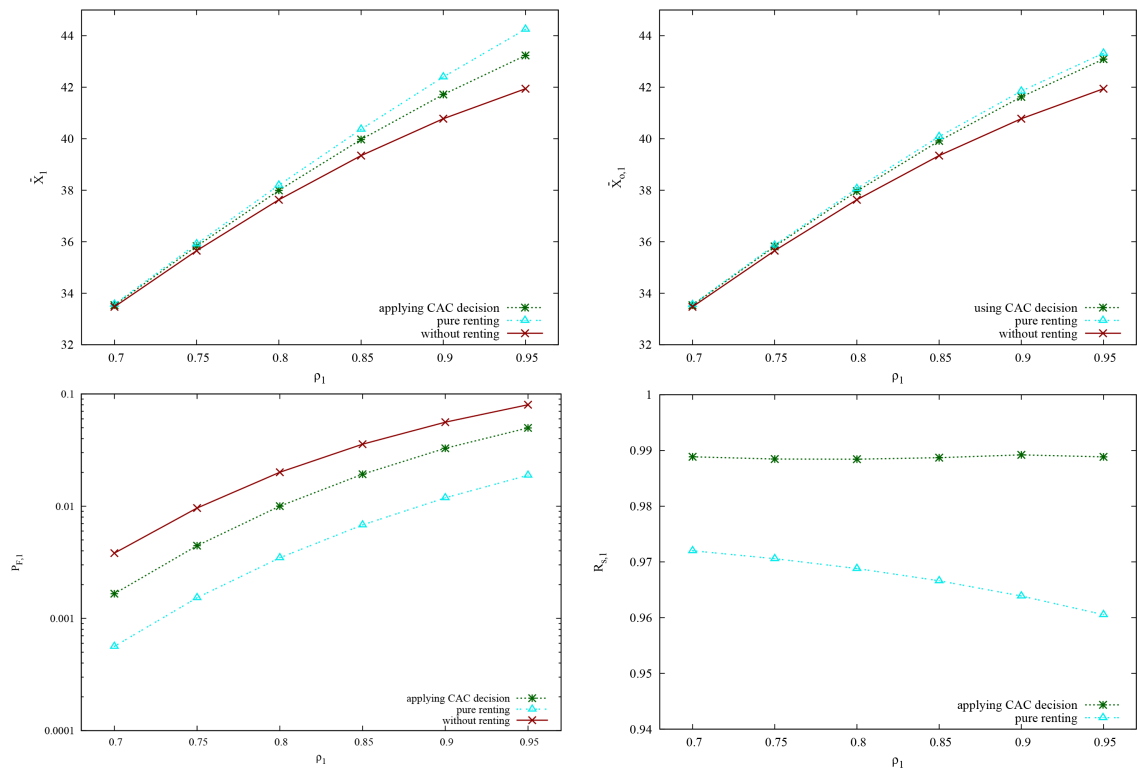 44
42
40
38
36
34
32
X̄1
0.7 0.75 0.8 0.85 0.9 0.95
ρ1
applying CAC decision
pure renting
without renting
44
42
40
38
36
34
32
X̄o,1
0.7 0.75 0.8 0.85 0.9 0.95
ρ1
using CAC decision
pure renting
without renting
0.1
0.01
0.001
0.0001
PF,1
0.7 0.75 0.8 0.85 0.9 0.95
ρ1
applying CAC decision
pure renting
without renting
1
0.99
0.98
0.97
0.96
0.95
0.94
Rs,1
0.7 0.75 0.8 0.85 0.9 0.95
ρ1
applying CAC decision
pure renting